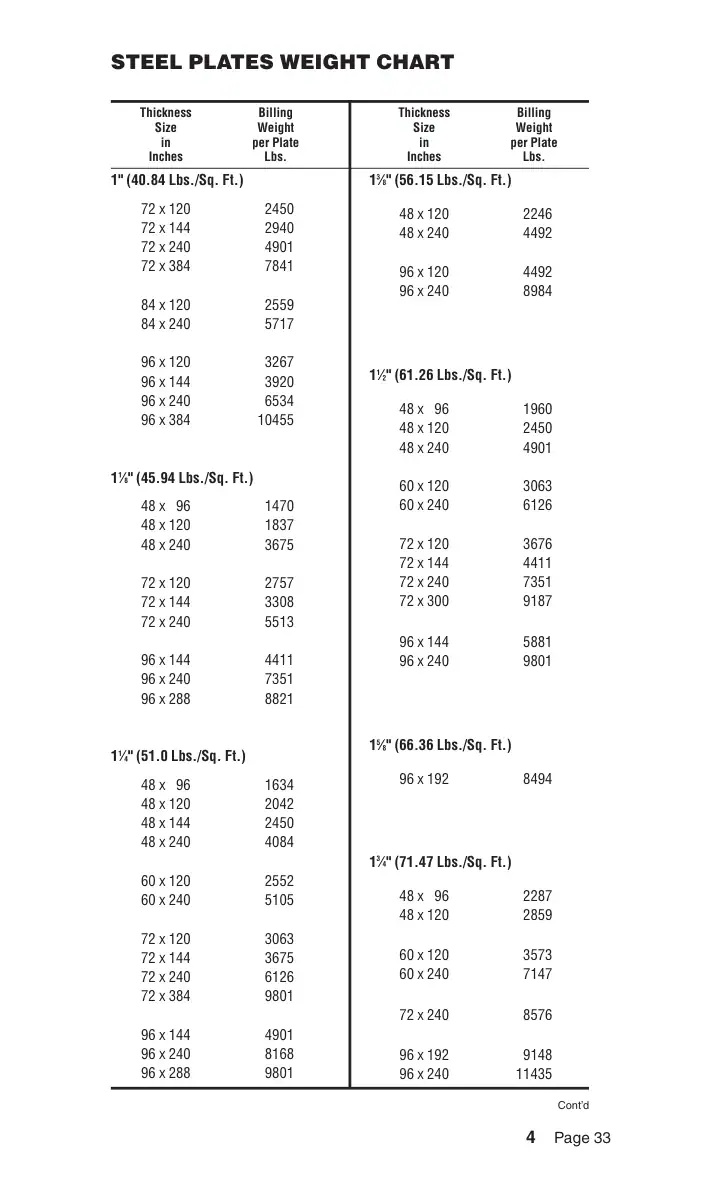 STEEL PLATES WEIGHT CHART
Thickness Size in Inches Billing Weight per Plate Lbs.
1" (40.84 Lbs./Sq. Ft.)
72 x 120 2450
72 x 144 2940
72 x 240 4901
72 x 384 7841
84 x 120 2559
84 x 240 5717
96 x 120 3267
96 x 144 3920
96 x 240 6534
96 x 384 10455
1⅛" (45.94 Lbs./Sq. Ft.)
48 x 96 1470
48 x 120 1837
48 x 240 3675
72 x 120 2757
72 x 144 3308
72 x 240 5513
96 x 144 4411
96 x 240 7351
96 x 288 8821
1¼" (51.0 Lbs./Sq. Ft.)
48 x 96 1634
48 x 120 2042
48 x 144 2450
48 x 240 4084
60 x 120 2552
60 x 240 5105
72 x 120 3063
72 x 144 3675
72 x 240 6126
72 x 384 9801
96 x 144 4901
96 x 240 8168
96 x 288 9801
Thickness Size in Inches Billing Weight per Plate Lbs.
1⅜" (56.15 Lbs./Sq. Ft.)
48 x 120 2246
48 x 240 4492
96 x 120 4492
96 x 240 8984
1½" (61.26 Lbs./Sq. Ft.)
48 x 96 1960
48 x 120 2450
48 x 240 4901
60 x 120 3063
60 x 240 6126
72 x 120 3676
72 x 144 4411
72 x 240 7351
72 x 300 9187
96 x 144 5881
96 x 240 9801
1⅝" (66.36 Lbs./Sq. Ft.)
96 x 192 8494
1¾" (71.47 Lbs./Sq. Ft.)
48 x 96 2287
48 x 120 2859
60 x 120 3573
60 x 240 7147
72 x 240 8576
96 x 192 9148
96 x 240 11435
Cont'd
4 Page 33